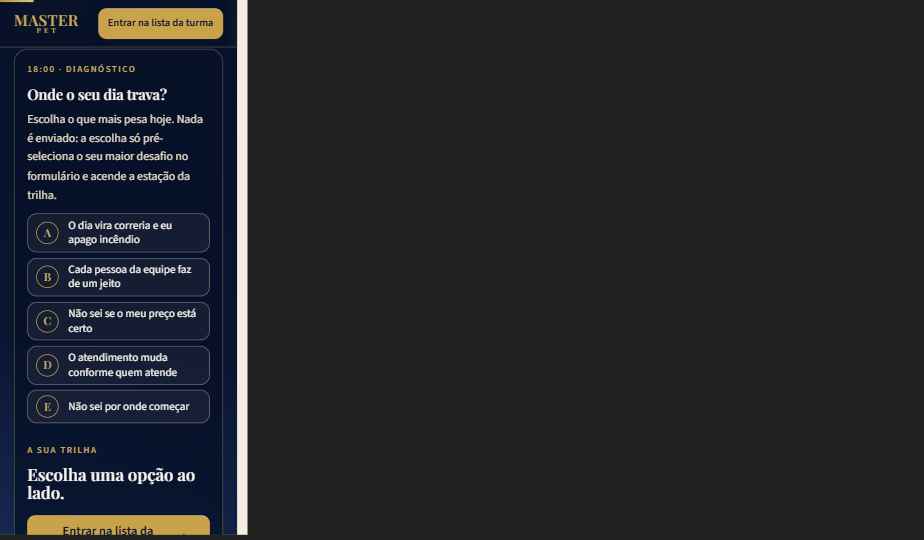 MASTER
PET
Entrar na lista da turma
18:00 · DIAGNÓSTICO
Onde o seu dia trava?
Escolha o que mais pesa hoje. Nada
é enviado: a escolha só pré-
seleciona o seu maior desafio no
formulário e acende a estação da
trilha.
A O dia vira correria e eu
apago incêndio
B Cada pessoa da equipe faz
de um jeito
C Não sei se o meu preço está
certo
D O atendimento muda
conforme quem atende
E Não sei por onde começar
A SUA TRILHA
Escolha uma opção ao
lado.
Entrar na lista da